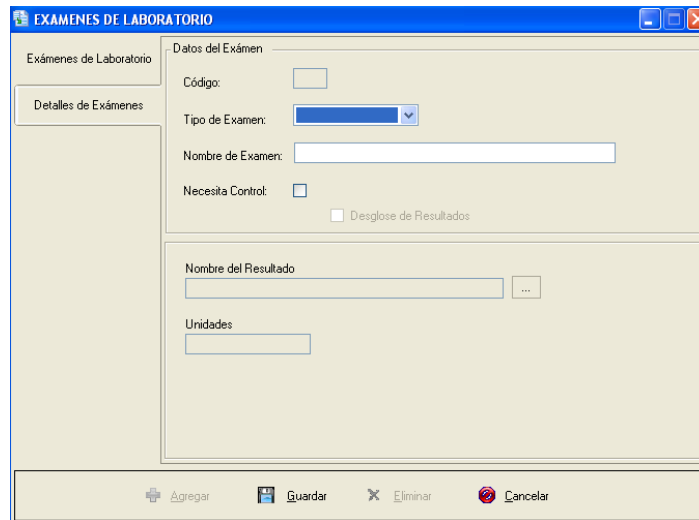 EXAMENES DE LABORATORIO
Exámenes de Laboratorio
Detalles de Exámenes
Datos del Exámen
Código:
Tipo de Examen:
Nombre de Examen:
Necesita Control:
Desglose de Resultados
Nombre del Resultado
...
Unidades
Agregar Guardar Eliminar Cancelar